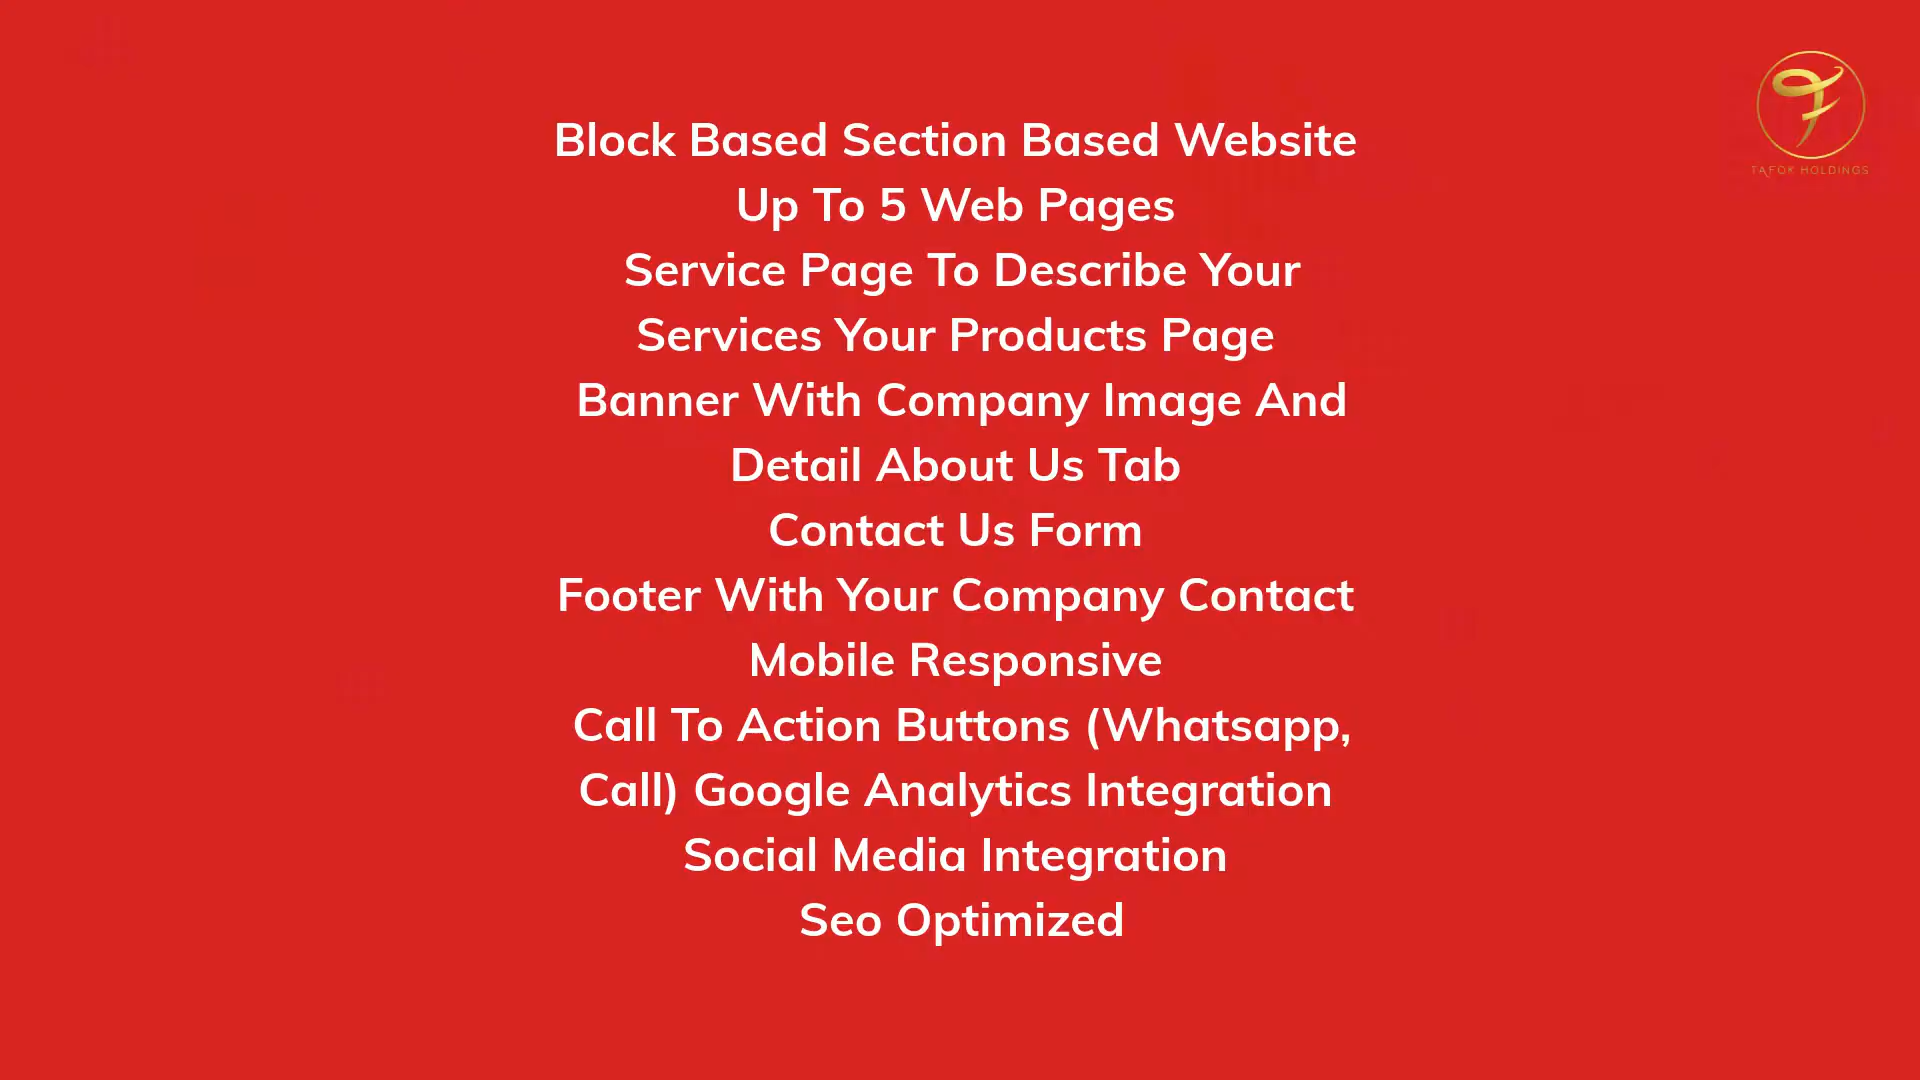 TAFOR HOLDINGS
Block Based Section Based Website
Up To 5 Web Pages
Service Page To Describe Your
Services Your Products Page
Banner With Company Image And
Detail About Us Tab
Contact Us Form
Footer With Your Company Contact
Mobile Responsive
Call To Action Buttons (Whatsapp,
Call) Google Analytics Integration
Social Media Integration
Seo Optimized